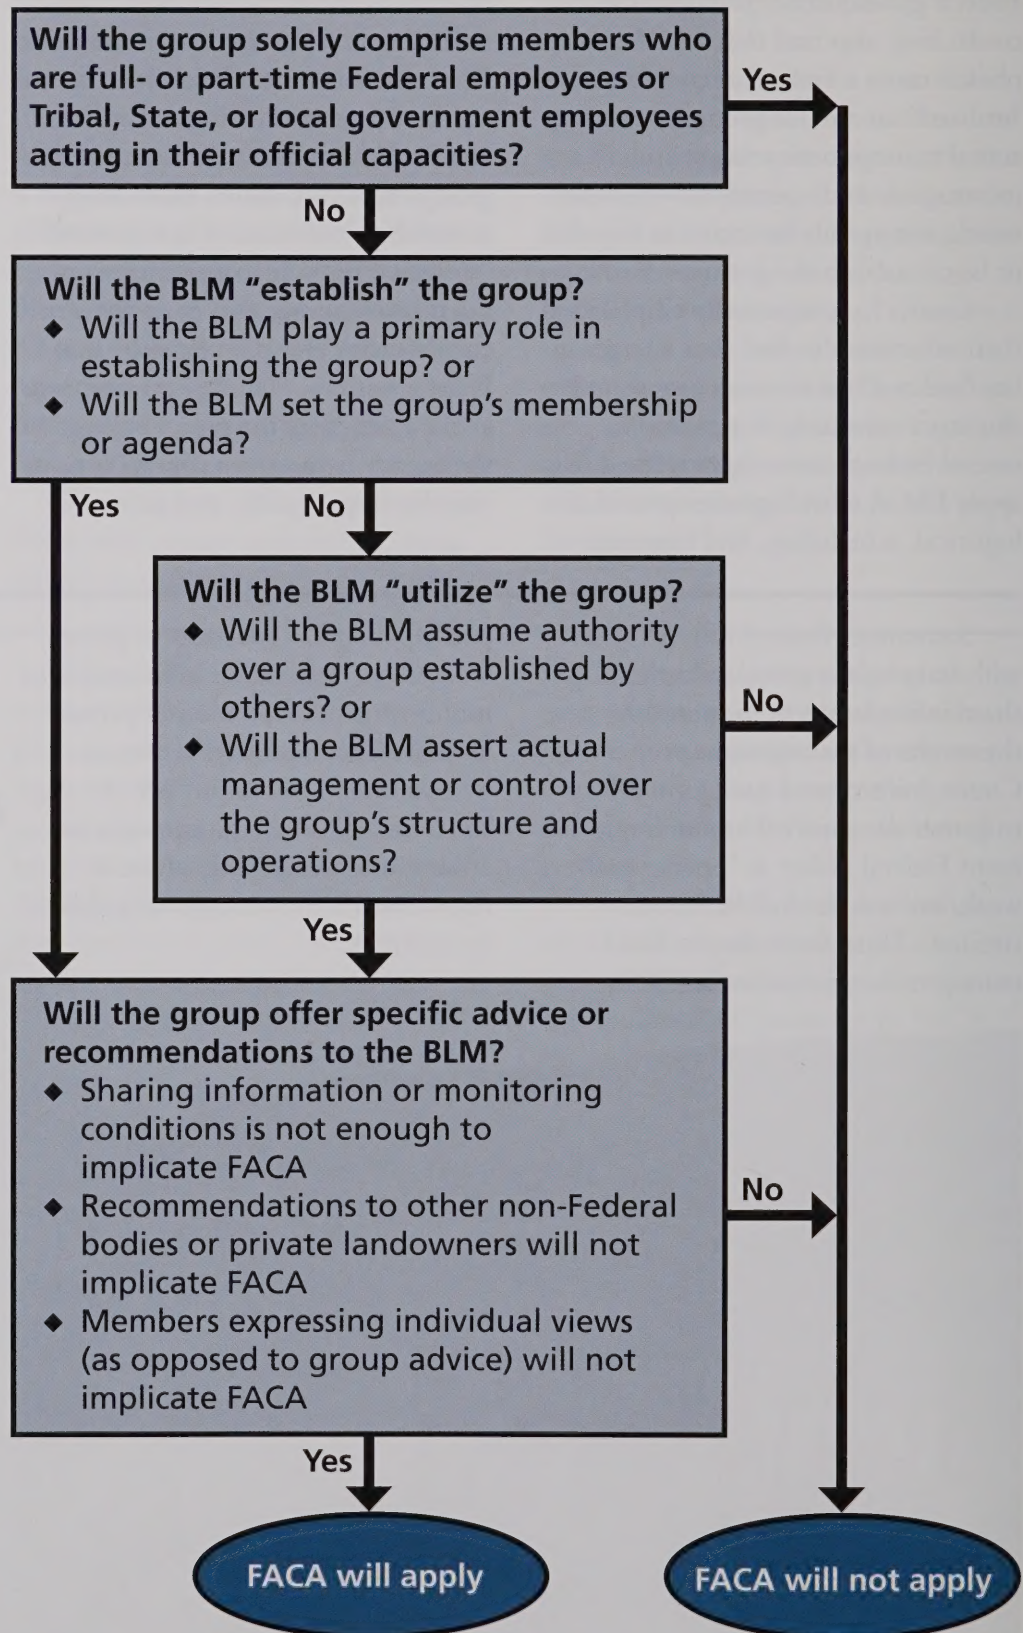 Will the group solely comprise members who
are full- or part-time Federal employees or
Tribal, State, or local government employees
acting in their official capacities?
Yes
No
Will the BLM “establish” the group?
◆ Will the BLM play a primary role in
establishing the group? or
◆ Will the BLM set the group’s membership
or agenda?
Yes
No
Will the BLM “utilize” the group?
◆ Will the BLM assume authority
over a group established by
others? or
◆ Will the BLM assert actual
management or control over
the group’s structure and
operations?
No
Yes
Will the group offer specific advice or
recommendations to the BLM?
◆ Sharing information or monitoring
conditions is not enough to
implicate FACA
◆ Recommendations to other non-Federal
bodies or private landowners will not
implicate FACA
◆ Members expressing individual views
(as opposed to group advice) will not
implicate FACA
No
Yes
FACA will apply
FACA will not apply